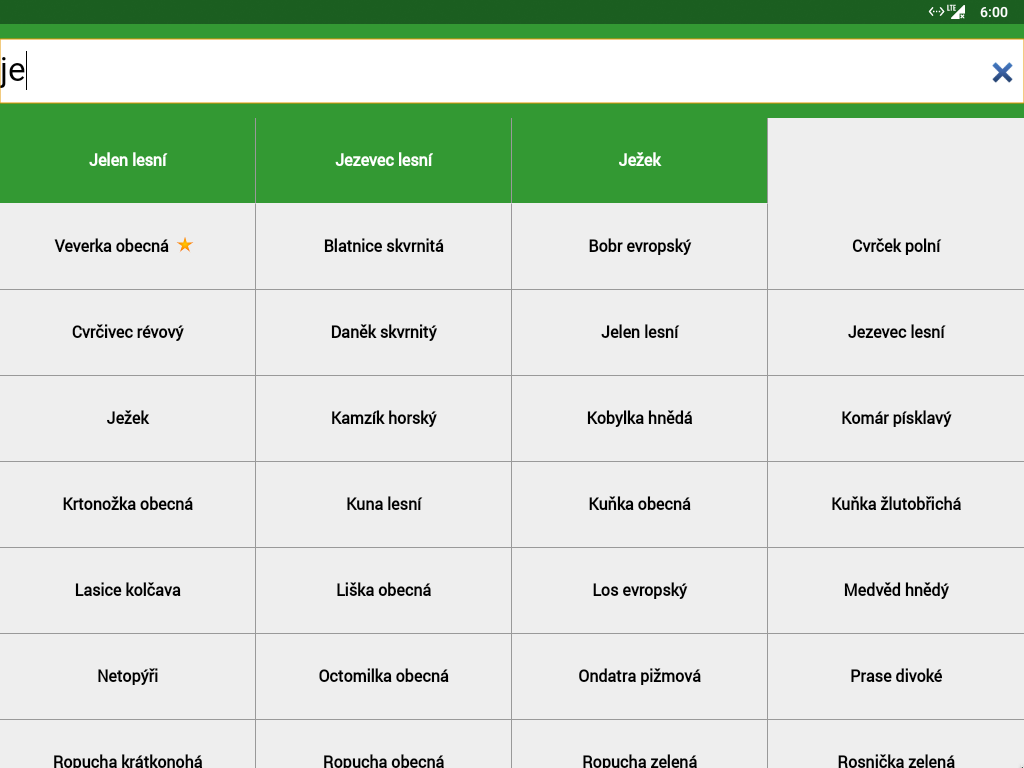 LTE 6:00
je
Jelen lesní Jezevec lesní Ježek
Veverka obecná Blatnice skvrnitá Bobr evropský Cvrček polní
Cvrčivec révový Daněk skvrnitý Jelen lesní Jezevec lesní
Ježek Kamzík horský Kobylka hnědá Komár písklavý
Krtonožka obecná Kuna lesní Kuňka obecná Kuňka žlutobřichá
Lasice kolčava Liška obecná Los evropský Medvěd hnědý
Netopýři Octomilka obecná Ondatra pižmová Prase divoké
Ropucha krátkonohá Ropucha obecná Ropucha zelená Rosnička zelená